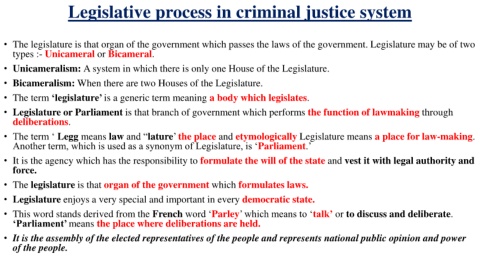 Legislative process in criminal justice system
• The legislature is that organ of the government which passes the laws of the government. Legislature may be of two
types :- Unicameral or Bicameral.
• Unicameralism: A system in which there is only one House of the Legislature.
• Bicameralism: When there are two Houses of the Legislature.
• The term ‘legislature’ is a generic term meaning a body which legislates.
• Legislature or Parliament is that branch of government which performs the function of lawmaking through
deliberations.
• The term ‘ Legg means law and “lature’ the place and etymologically Legislature means a place for law-making.
Another term, which is used as a synonym of Legislature, is ‘Parliament.’
• It is the agency which has the responsibility to formulate the will of the state and vest it with legal authority and
force.
• The legislature is that organ of the government which formulates laws.
• Legislature enjoys a very special and important in every democratic state.
• This word stands derived from the French word ‘Parley’ which means to ‘talk’ or to discuss and deliberate.
‘Parliament’ means the place where deliberations are held.
• It is the assembly of the elected representatives of the people and represents national public opinion and power
of the people.